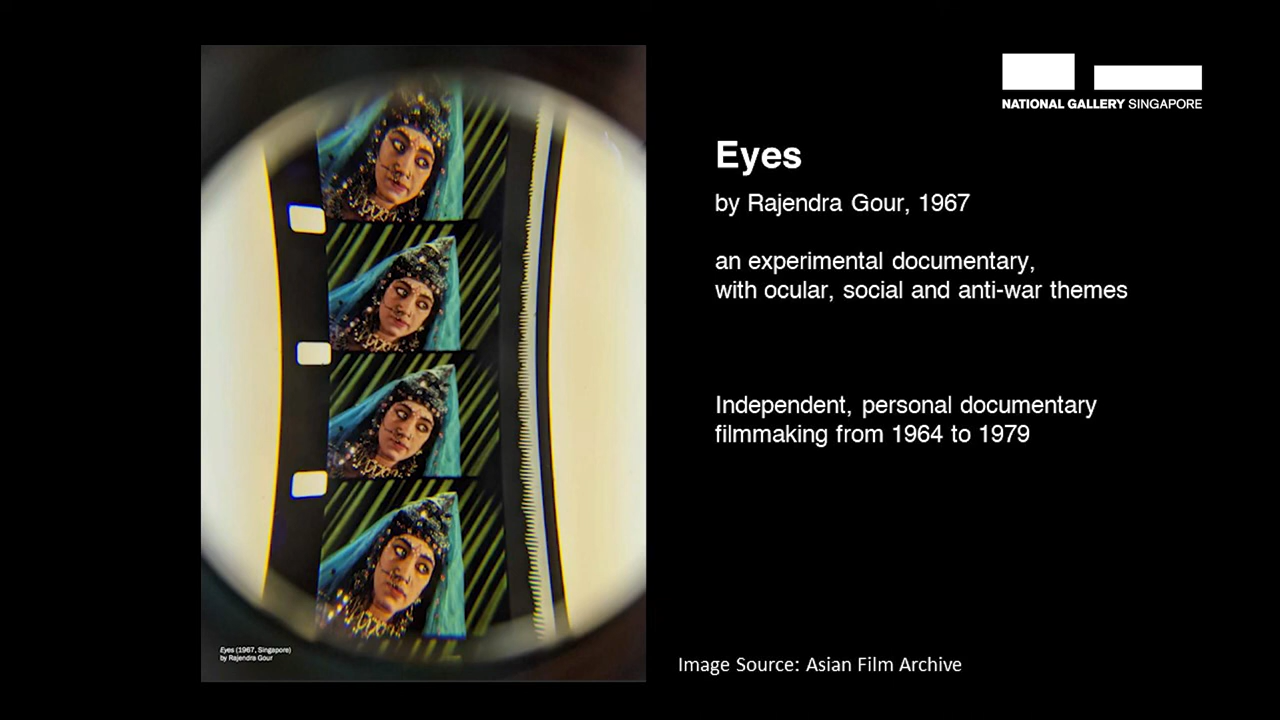 NATIONAL GALLERY SINGAPORE
Eyes
by Rajendra Gour, 1967
an experimental documentary,
with ocular, social and anti-war themes
Independent, personal documentary
filmmaking from 1964 to 1979
Eyes (1967, Singapore)
by Rajendra Gour
Image Source: Asian Film Archive